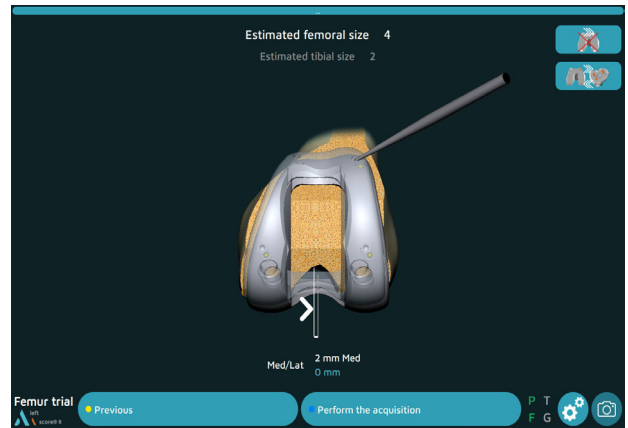 Estimated femoral size 4
Estimated tibial size 2
Med/Lat 2 mm Med
0 mm
Femur trial
left
score® II
Previous
Perform the acquisition
P T
F G